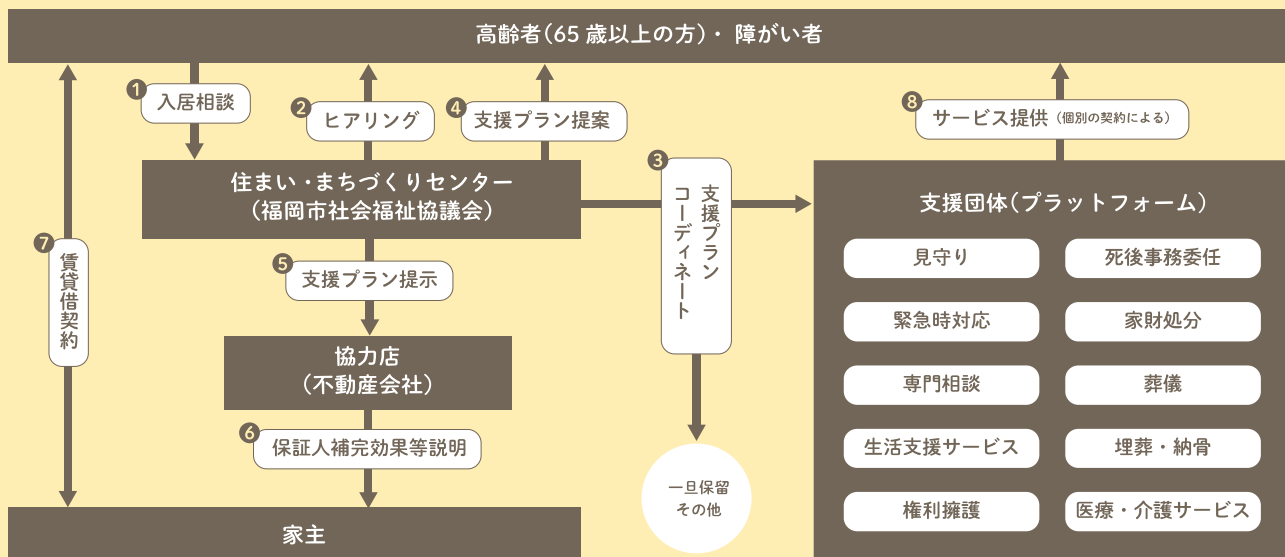 高齢者（65歳以上の方）・障がい者
❶
入居相談
❷
ヒアリング
❹
支援プラン提案
❽
サービス提供（個別の契約による）
住まい・まちづくりセンター
（福岡市社会福祉協議会）
❸
支援プラン
コーディネート
❺
支援プラン提示
協力店
（不動産会社）
❻
保証人補完効果等説明
❼
賃貸借契約
家主
一旦保留
その他
支援団体（プラットフォーム）
見守り
死後事務委任
緊急時対応
家財処分
専門相談
葬儀
生活支援サービス
埋葬・納骨
権利擁護
医療・介護サービス